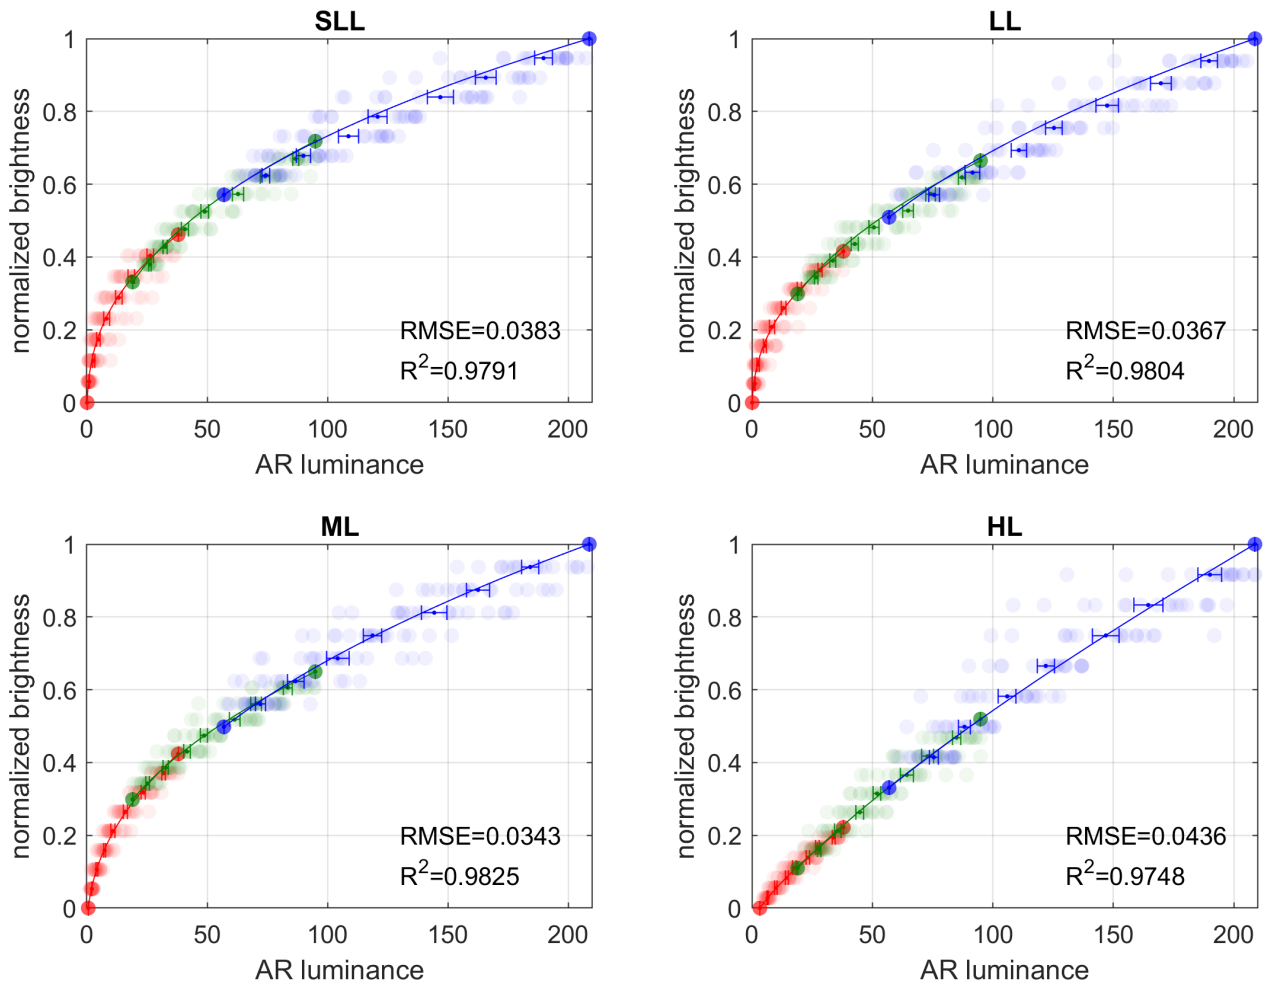 SLL
1
0.8
0.6
0.4
0.2
0
normalized brightness
RMSE=0.0383
R²=0.9791
0 50 100 150 200
AR luminance
LL
1
0.8
0.6
0.4
0.2
0
normalized brightness
RMSE=0.0367
R²=0.9804
0 50 100 150 200
AR luminance
ML
1
0.8
0.6
0.4
0.2
0
normalized brightness
RMSE=0.0343
R²=0.9825
0 50 100 150 200
AR luminance
HL
1
0.8
0.6
0.4
0.2
0
normalized brightness
RMSE=0.0436
R²=0.9748
0 50 100 150 200
AR luminance